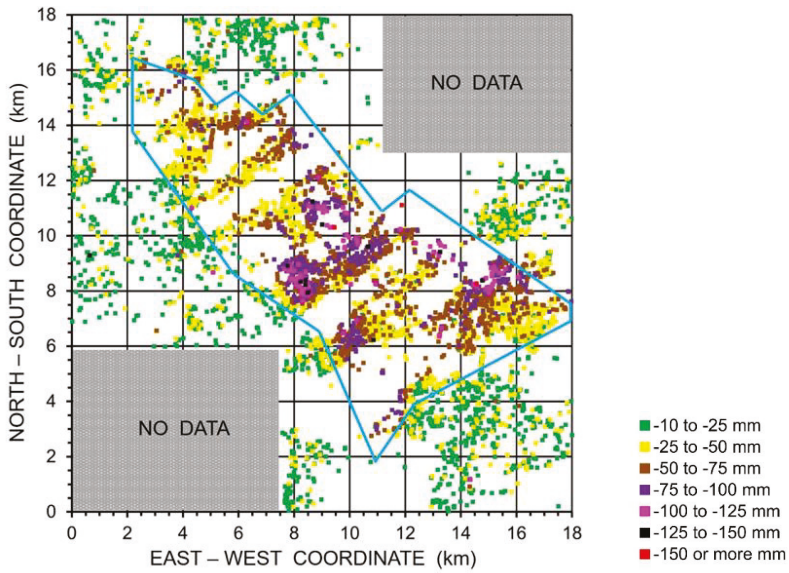 18
16
14
12
10
8
6
4
2
0
NORTH – SOUTH COORDINATE (km)
NO DATA
NO DATA
0 2 4 6 8 10 12 14 16 18
EAST – WEST COORDINATE (km)
-10 to -25 mm
-25 to -50 mm
-50 to -75 mm
-75 to -100 mm
-100 to -125 mm
-125 to -150 mm
-150 or more mm